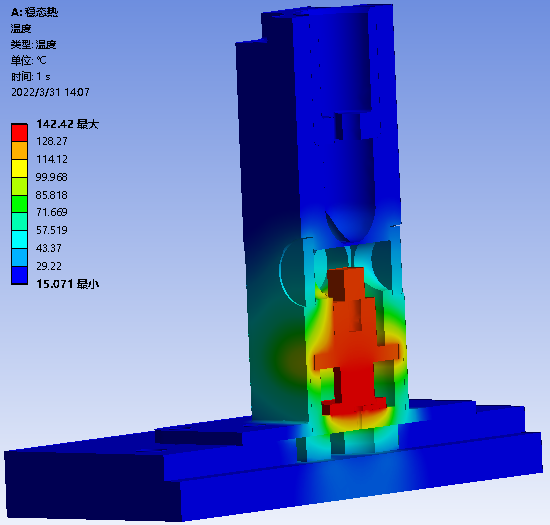 A: 稳态热
温度
类型: 温度
单位: °C
时间: 1 s
2022/3/31 14:07
142.42 最大
128.27
114.12
99.968
85.818
71.669
57.519
43.37
29.22
15.071 最小